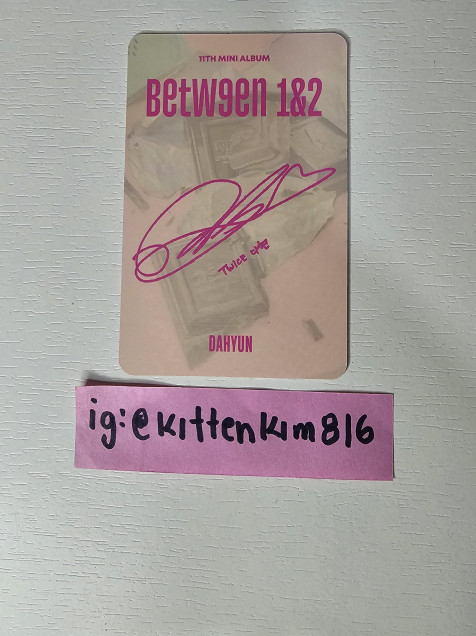 11TH MINI ALBUM
BETW9EN 1&2
TWICE 다현
DAHYUN
ig:@kittenkim816